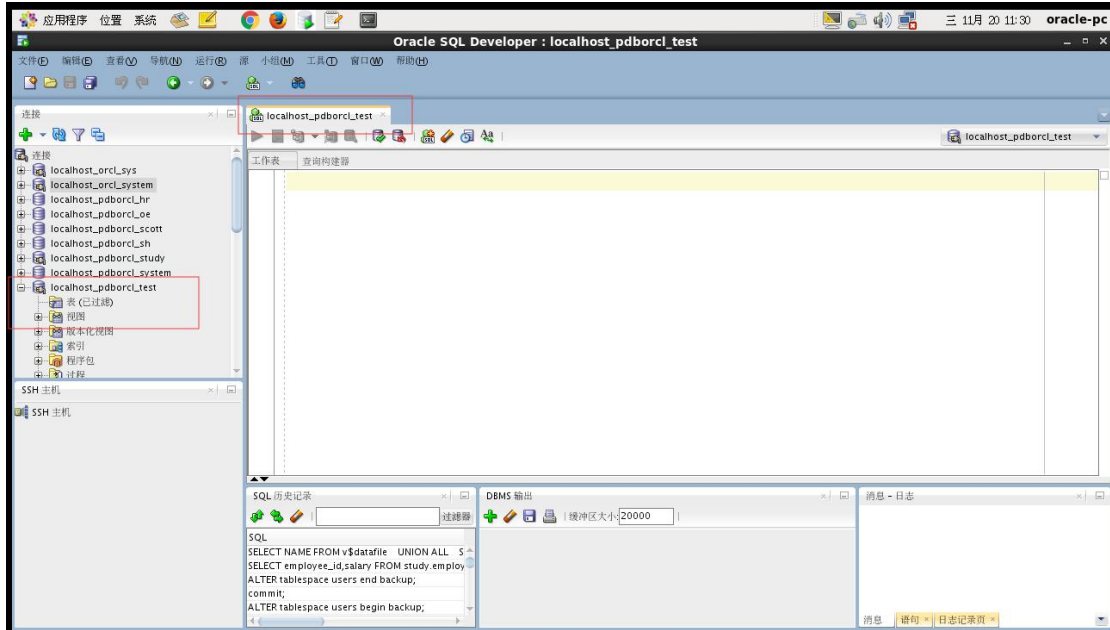 应用程序 位置 系统
三 11月 20 11:30 oracle-pc
Oracle SQL Developer : localhost_pdborcl_test
文件(F) 编辑(E) 查看(V) 导航(N) 运行(R) 源 小组(M) 工具(T) 窗口(W) 帮助(H)
连接
localhost_pdborcl_test
localhost_pdborcl_test
工作表 查询构建器
连接
localhost_orcl_sys
localhost_orcl_system
localhost_pdborcl_hr
localhost_pdborcl_oe
localhost_pdborcl_scott
localhost_pdborcl_sh
localhost_pdborcl_study
localhost_pdborcl_system
localhost_pdborcl_test
表 (已过滤)
视图
版本化视图
索引
程序包
过程
SSH 主机
SSH 主机
SQL 历史记录
过滤器
SQL
SELECT NAME FROM v$datafile UNION ALL S
SELECT employee_id,salary FROM study.employ
ALTER tablespace users end backup;
commit;
ALTER tablespace users begin backup;
DBMS 输出
缓冲区大小: 20000
消息 - 日志
消息 语句 日志记录页